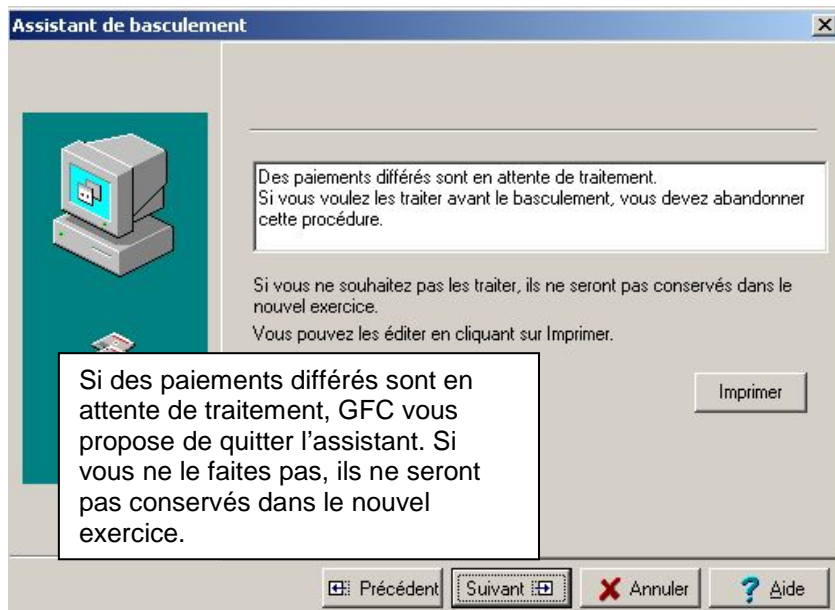 Assistant de basculement
Des paiements différés sont en attente de traitement.
Si vous voulez les traiter avant le basculement, vous devez abandonner
cette procédure.
Si vous ne souhaitez pas les traiter, ils ne seront pas conservés dans le
nouvel exercice.
Vous pouvez les éditer en cliquant sur Imprimer.
Imprimer
Si des paiements différés sont en
attente de traitement, GFC vous
propose de quitter l'assistant. Si
vous ne le faites pas, ils ne seront
pas conservés dans le nouvel
exercice.
Précédent Suivant Annuler Aide